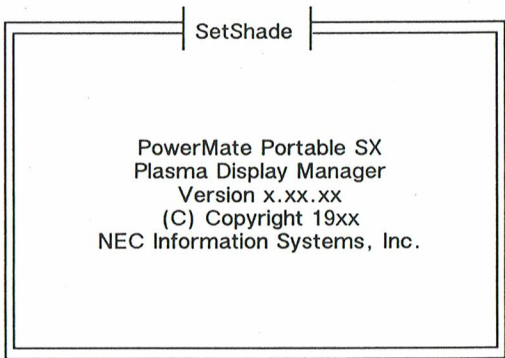 SetShade
PowerMate Portable SX
Plasma Display Manager
Version x.xx.xx
(C) Copyright 19xx
NEC Information Systems, Inc.